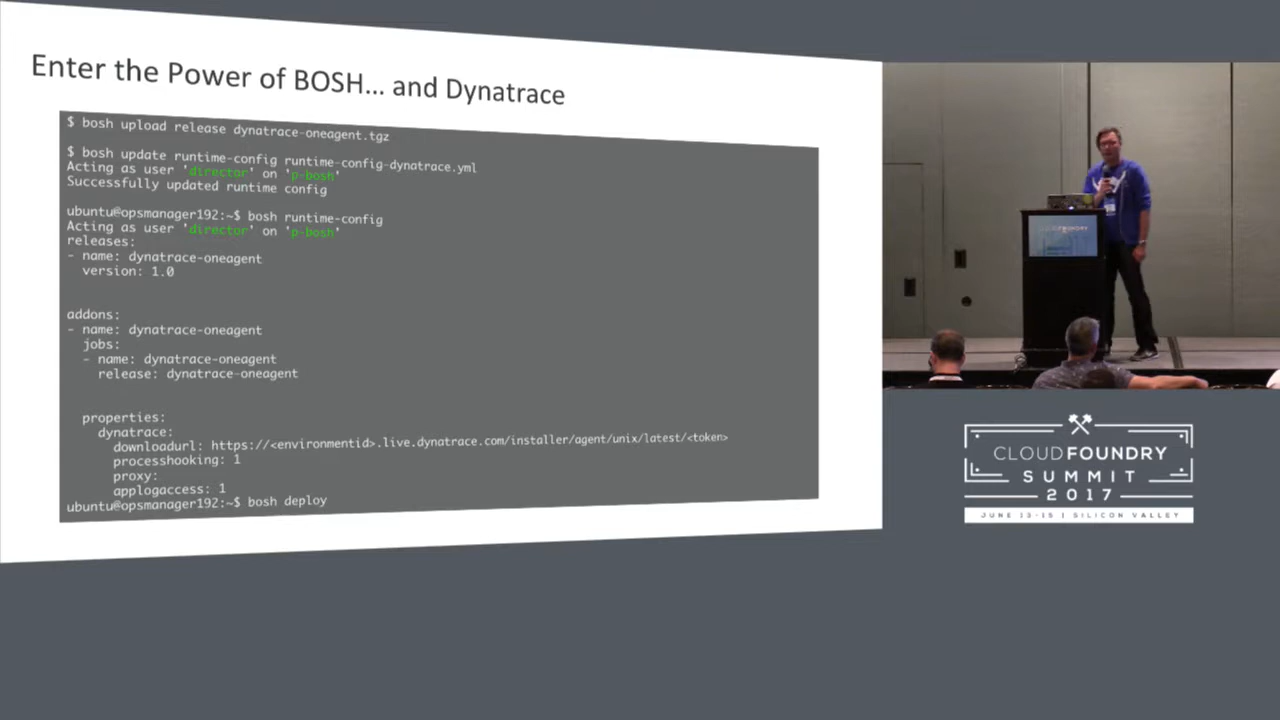 Enter the Power of BOSH... and Dynatrace
$ bosh upload release dynatrace-oneagent.tgz
$ bosh update runtime-config runtime-config-dynatrace.yml
Acting as user 'director' on 'p-bosh'
Successfully updated runtime config
ubuntu@opsmanager192:~$ bosh runtime-config
Acting as user 'director' on 'p-bosh'
releases:
- name: dynatrace-oneagent
  version: 1.0
addons:
- name: dynatrace-oneagent
  jobs:
  - name: dynatrace-oneagent
    release: dynatrace-oneagent
  properties:
    dynatrace:
      downloadurl: https://<environmentid>.live.dynatrace.com/installer/agent/unix/latest/<token>
      processhooking: 1
      proxy:
      applogaccess: 1
ubuntu@opsmanager192:~$ bosh deploy
CLOUD FOUNDRY
CLOUDFOUNDRY
SUMMIT
2017
JUNE 13-15 | SILICON VALLEY